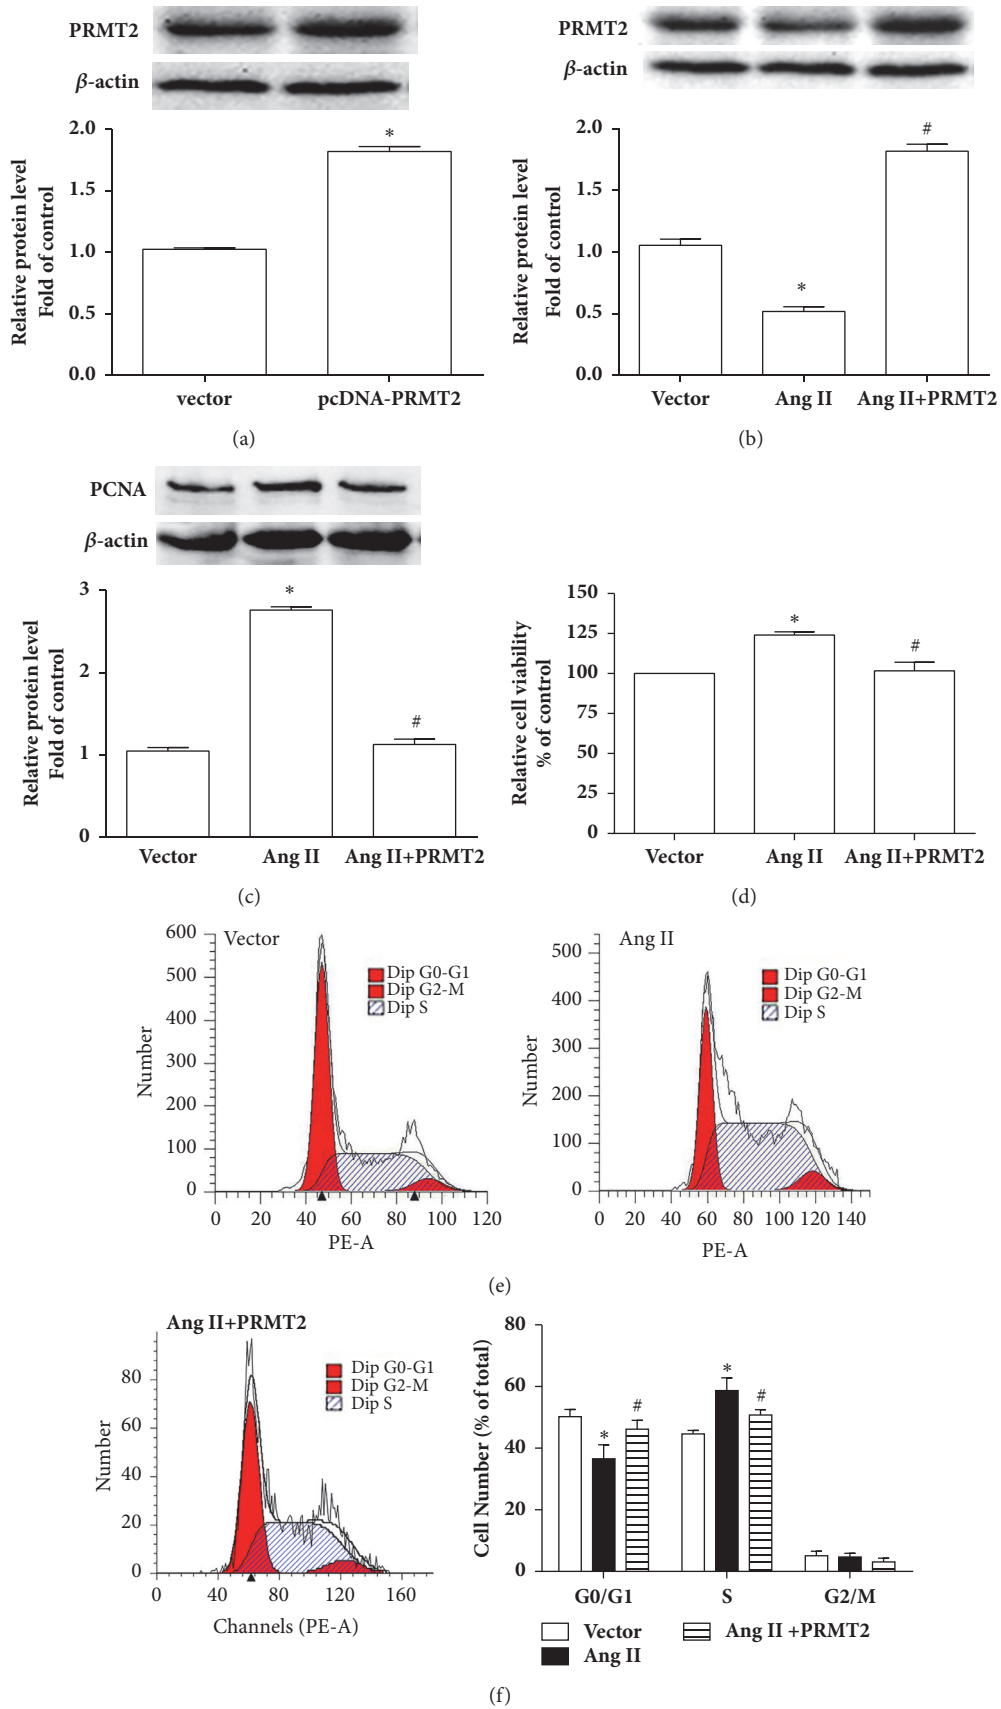 PRMT2
β-actin
2.0
1.5
1.0
0.5
0.0
Relative protein level
Fold of control
*
vector
pcDNA-PRMT2
(a)
PRMT2
β-actin
2.0
1.5
1.0
0.5
0.0
Relative protein level
Fold of control
*
#
Vector
Ang II
Ang II+PRMT2
(b)
PCNA
β-actin
3
2
1
0
Relative protein level
Fold of control
*
#
Vector
Ang II
Ang II+PRMT2
(c)
150
125
100
75
50
25
0
Relative cell viability
% of control
*
#
Vector
Ang II
Ang II+PRMT2
(d)
Vector
600
500
400
300
200
100
0
Number
Dip G0-G1
Dip G2-M
Dip S
0 20 40 60 80 100 120
PE-A
Ang II
500
400
300
200
100
0
Number
Dip G0-G1
Dip G2-M
Dip S
0 20 40 60 80 100 120 140
PE-A
(e)
Ang II+PRMT2
80
60
40
20
0
Number
Dip G0-G1
Dip G2-M
Dip S
0 40 80 120 160
Channels (PE-A)
80
60
40
20
0
Cell Number (% of total)
*
#
*
#
G0/G1
S
G2/M
Vector
Ang II +PRMT2
Ang II
(f)